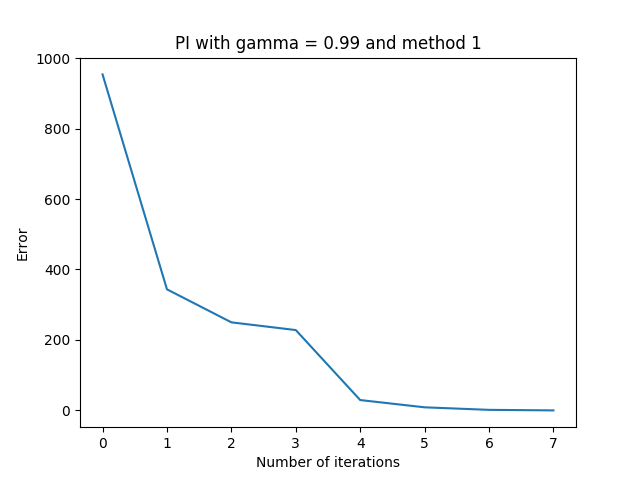 PI with gamma = 0.99 and method 1
1000
800
600
400
200
0
Error
0 1 2 3 4 5 6 7
Number of iterations